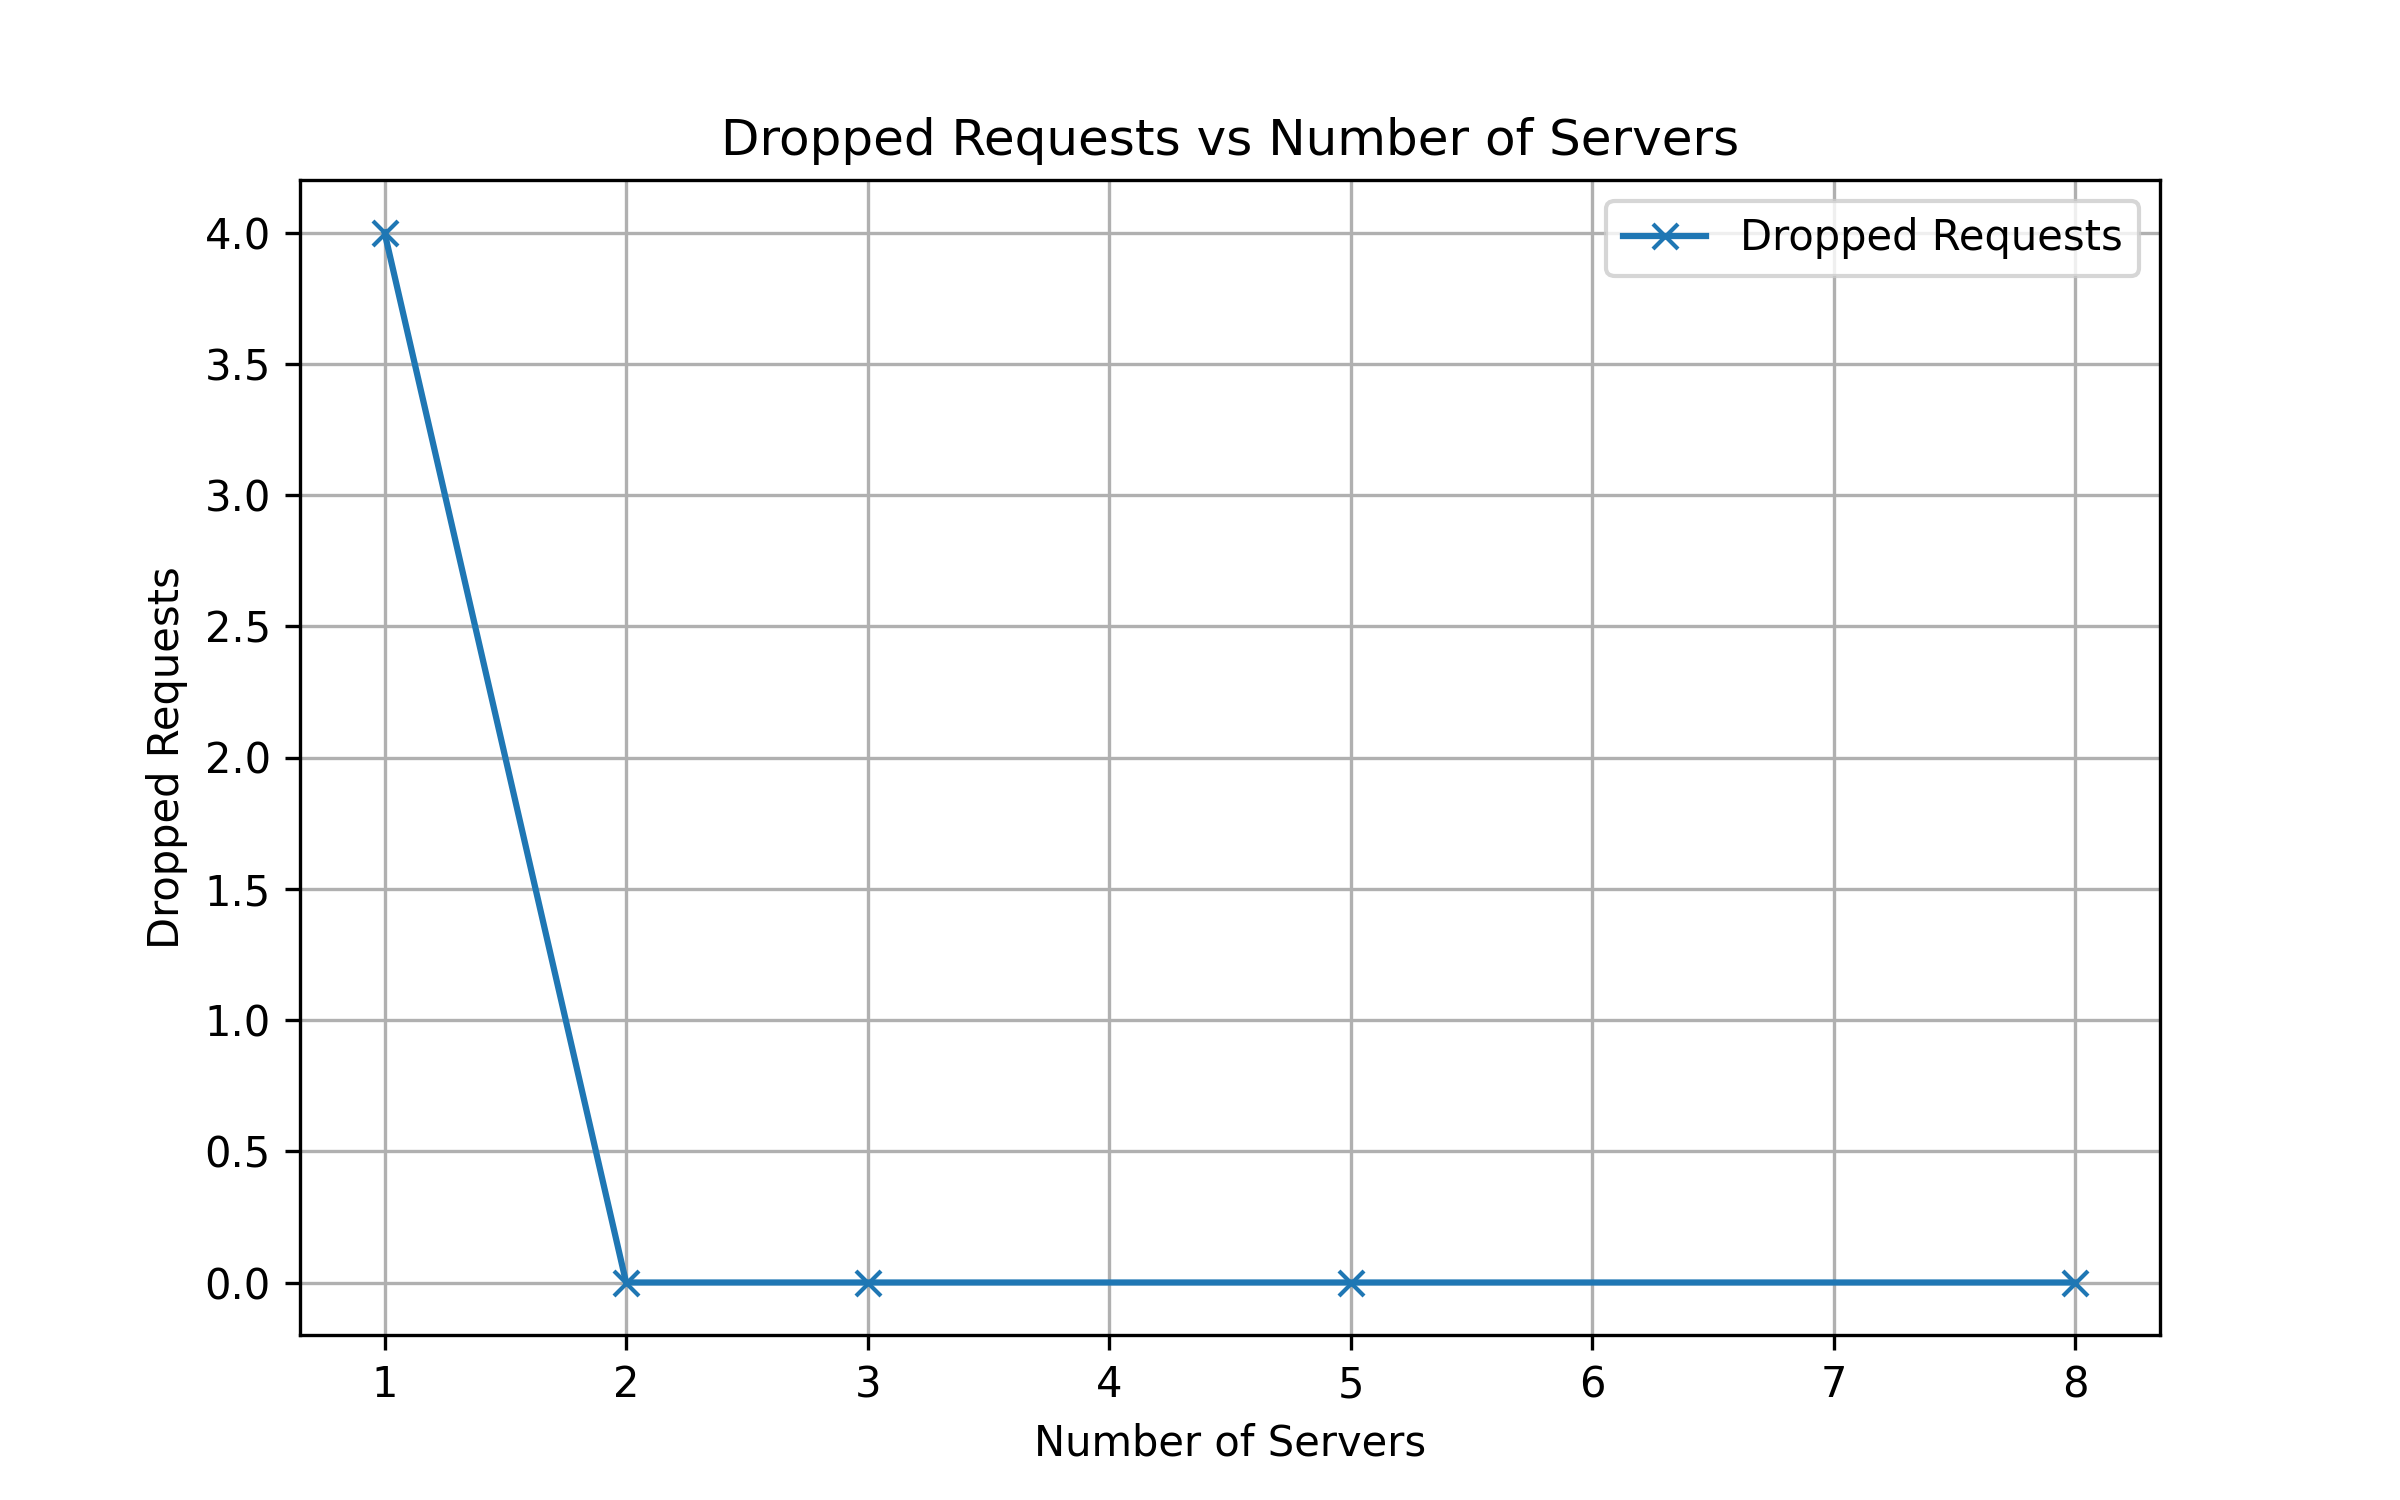 Dropped Requests vs Number of Servers
Dropped Requests
4.0
3.5
3.0
2.5
2.0
1.5
1.0
0.5
0.0
Dropped Requests
1 2 3 4 5 6 7 8
Number of Servers